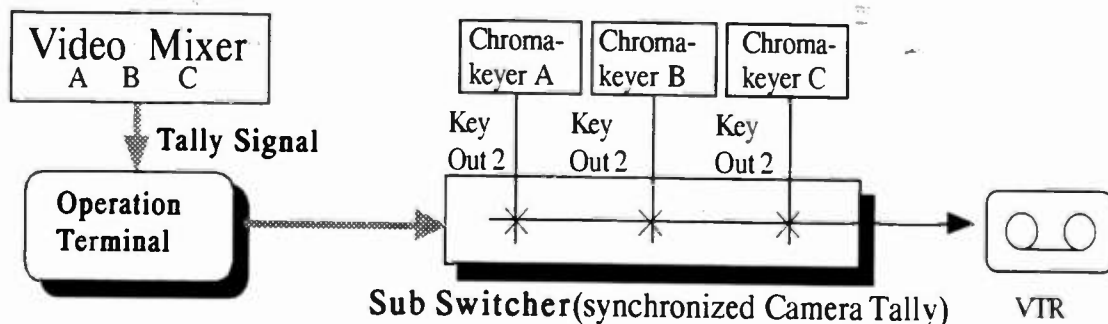 Video Mixer
A B C
Tally Signal
Operation
Terminal
Chroma-
keyer A
Chroma-
keyer B
Chroma-
keyer C
Key
Out 2
Key
Out 2
Key
Out 2
Sub Switcher(synchronized Camera Tally)
VTR